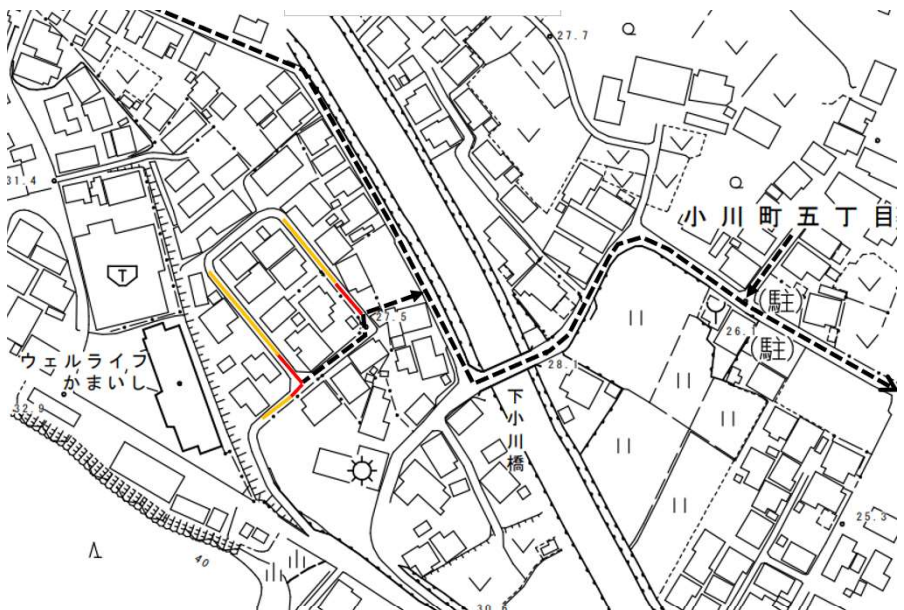 27.7
31.4
小川町五丁目
27.5
(駐)
26.1
(駐)
ウェルライフ
かまいし
28.1
32.9
下小川橋
25.3
40